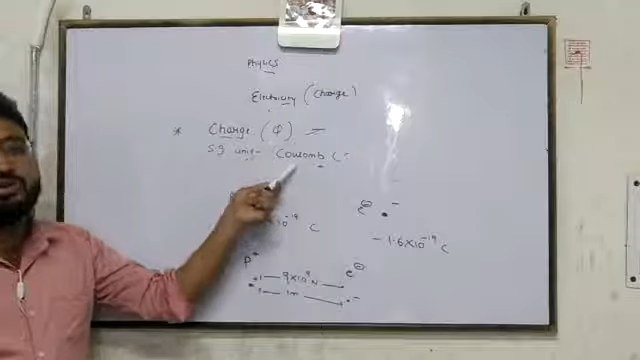 Physics
Electricity (Charge)
* Charge (Q) =
S.I unit - Coulomb C -
e⊖ • -
10⁻¹⁹ C
- 1.6×10⁻¹⁹ C
P⁺ e⊖
9×10⁹ N
1m